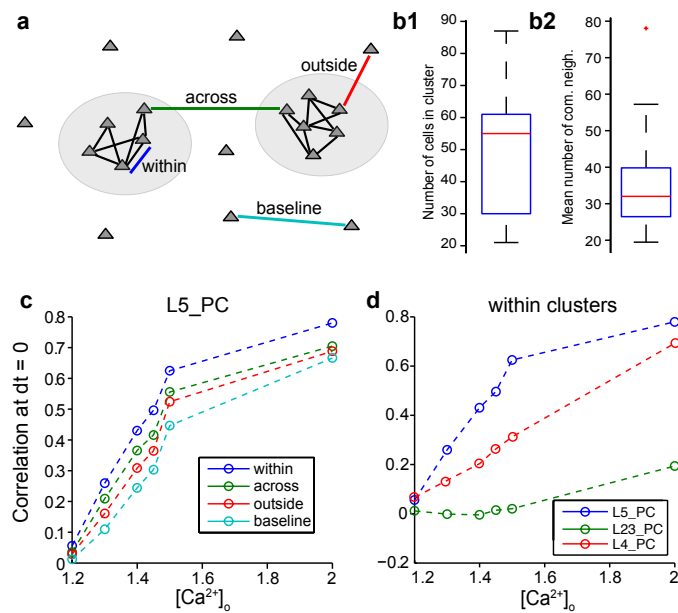 a
outside
across
within
baseline
b1
Number of cells in cluster
90
80
70
60
50
40
30
20
b2
Mean number of com. neigh.
80
70
60
50
40
30
20
c
L5_PC
Correlation at dt = 0
0.8
0.7
0.6
0.5
0.4
0.3
0.2
0.1
0
within
across
outside
baseline
1.2 1.4 1.6 1.8 2
[Ca²⁺]ₒ
d
within clusters
0.8
0.6
0.4
0.2
0
−0.2
L5_PC
L23_PC
L4_PC
1.2 1.4 1.6 1.8 2
[Ca²⁺]ₒ